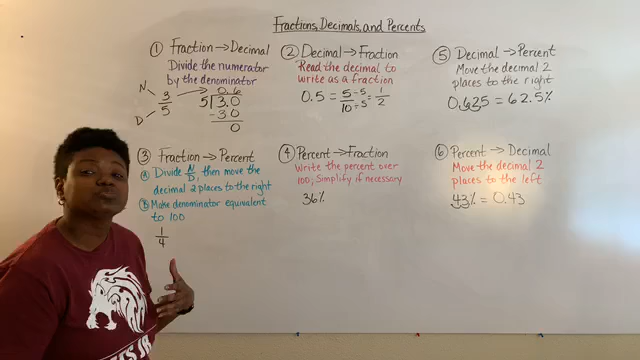 Fractions, Decimals, and Percents
① Fraction → Decimal
Divide the numerator
by the denominator
N
D
3/5
0.6
5)3.0
-30
0
② Decimal → Fraction
Read the decimal to
write as a fraction
0.5 = 5÷5/10÷5 = 1/2
⑤ Decimal → Percent
Move the decimal 2
places to the right
0.625 = 62.5%
③ Fraction → Percent
ⓐ Divide N/D, then move the
decimal 2 places to the right
ⓑ Make denominator equivalent
to 100
1/4
④ Percent → Fraction
Write the percent over
100; Simplify if necessary
36%
⑥ Percent → Decimal
Move the decimal 2
places to the left
43% = 0.43